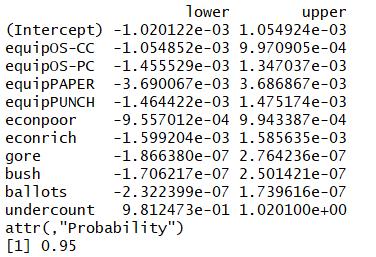 lower upper
(Intercept) -1.020122e-03 1.054924e-03
equipOS-CC -1.054852e-03 9.970905e-04
equipOS-PC -1.455529e-03 1.347037e-03
equipPAPER -3.690067e-03 3.686867e-03
equipPUNCH -1.464422e-03 1.475174e-03
econpoor -9.557012e-04 9.943387e-04
econrich -1.599204e-03 1.585635e-03
gore -1.866380e-07 2.764236e-07
bush -1.706217e-07 2.501421e-07
ballots -2.322399e-07 1.739616e-07
undercount 9.812473e-01 1.020100e+00
attr(,"Probability")
[1] 0.95